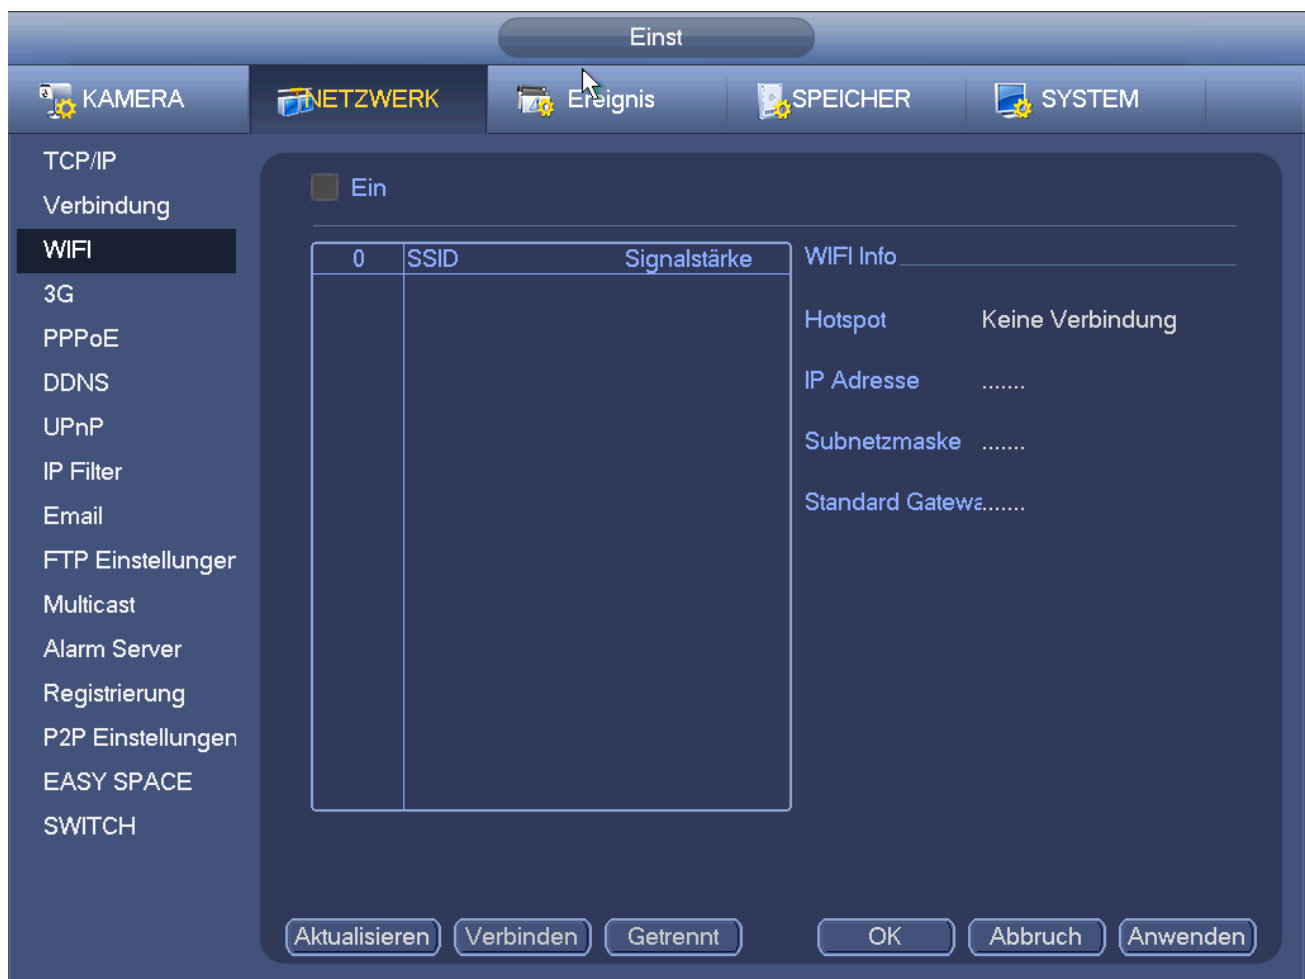 Einst
KAMERA NETZWERK Ereignis SPEICHER SYSTEM
TCP/IP
Verbindung
WIFI
3G
PPPoE
DDNS
UPnP
IP Filter
Email
FTP Einstellunger
Multicast
Alarm Server
Registrierung
P2P Einstellungen
EASY SPACE
SWITCH
Ein
0 SSID Signalstärke
WIFI Info
Hotspot Keine Verbindung
IP Adresse .......
Subnetzmaske .......
Standard Gatewa.......
Aktualisieren Verbinden Getrennt OK Abbruch Anwenden